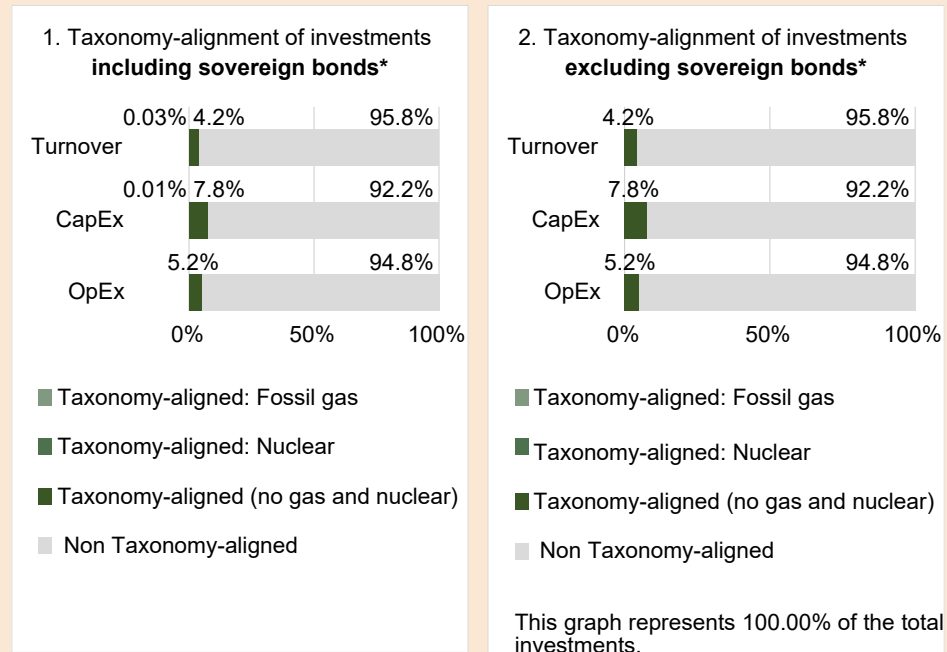 1. Taxonomy-alignment of investments
including sovereign bonds*
0.03% 4.2% 95.8%
Turnover
0.01% 7.8% 92.2%
CapEx
5.2% 94.8%
OpEx
0% 50% 100%
Taxonomy-aligned: Fossil gas
Taxonomy-aligned: Nuclear
Taxonomy-aligned (no gas and nuclear)
Non Taxonomy-aligned
2. Taxonomy-alignment of investments
excluding sovereign bonds*
4.2% 95.8%
Turnover
7.8% 92.2%
CapEx
5.2% 94.8%
OpEx
0% 50% 100%
Taxonomy-aligned: Fossil gas
Taxonomy-aligned: Nuclear
Taxonomy-aligned (no gas and nuclear)
Non Taxonomy-aligned
This graph represents 100.00% of the total
investments.